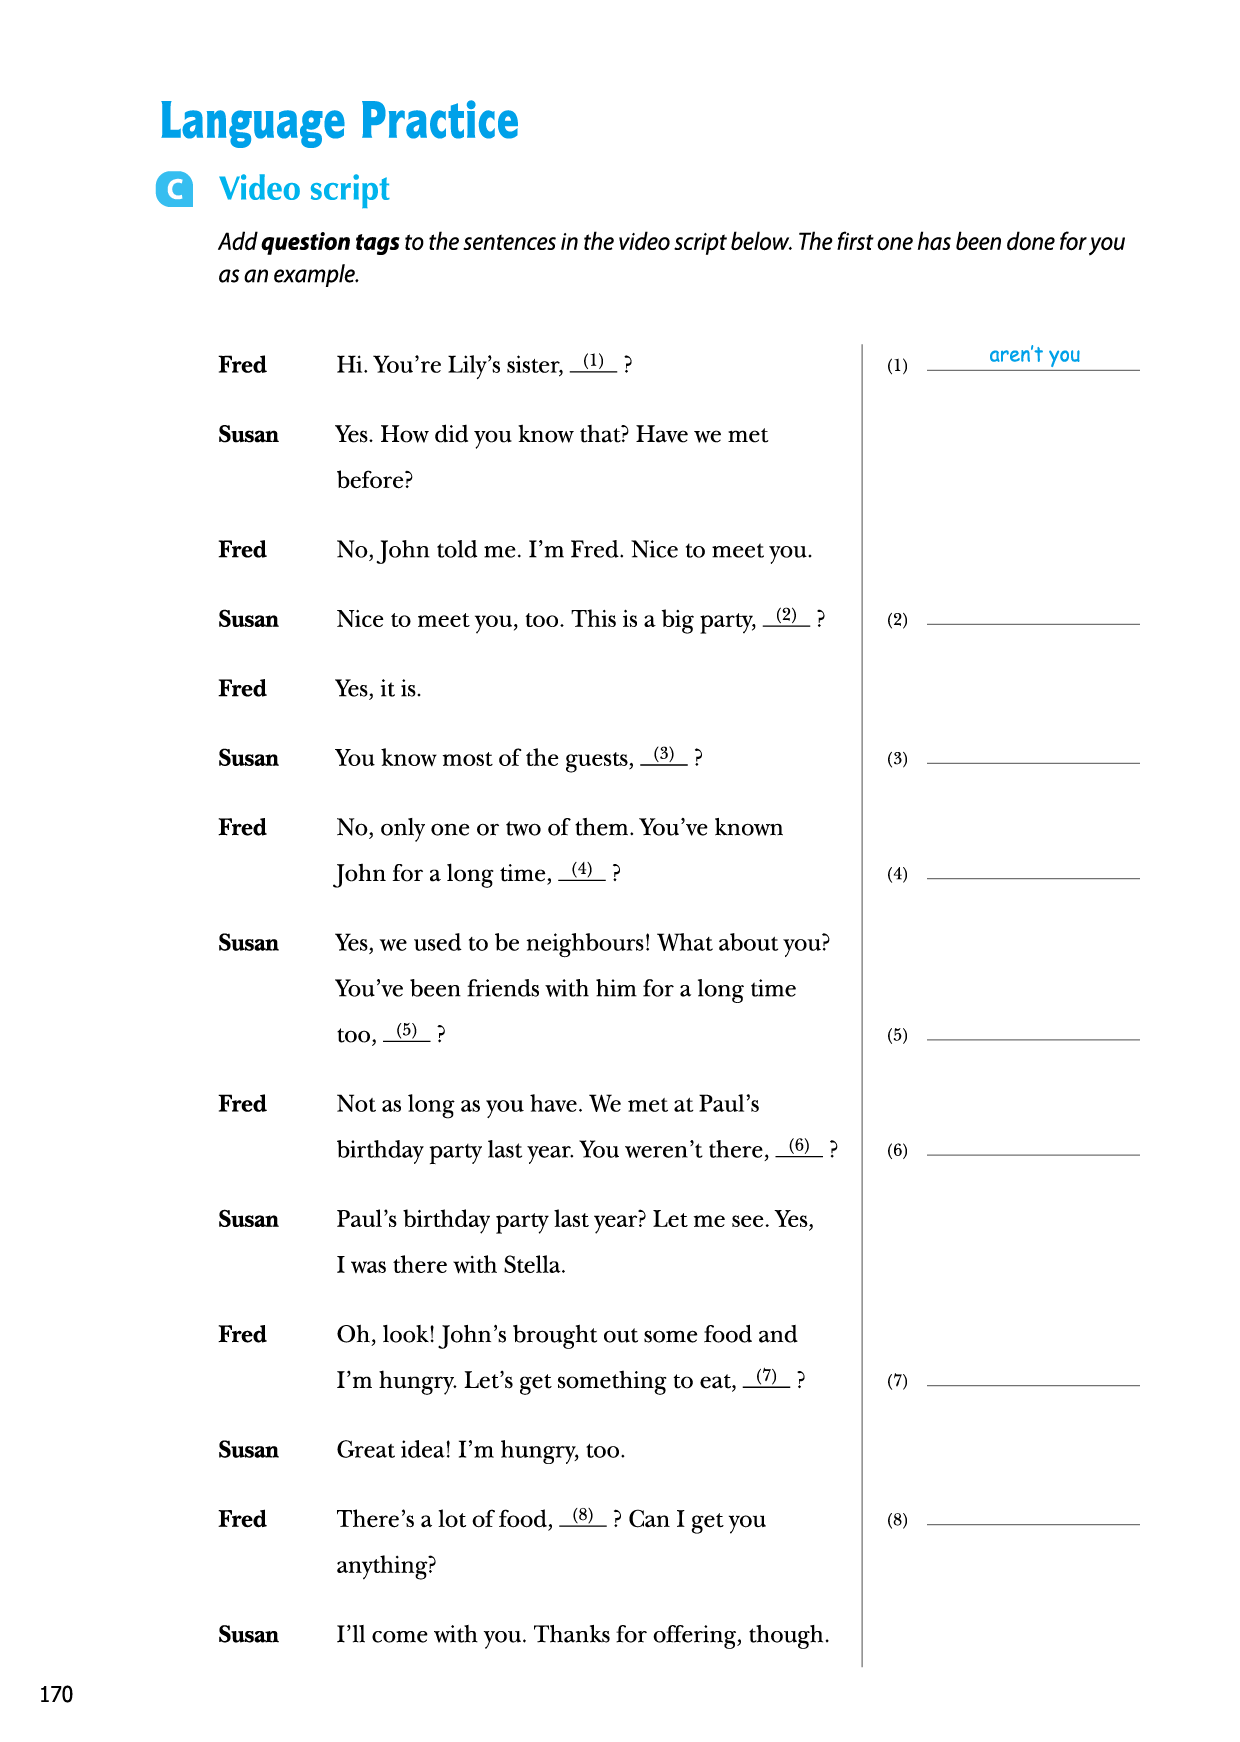 Language Practice
C Video script
Add question tags to the sentences in the video script below. The first one has been done for you
as an example.
Fred Hi. You're Lily's sister, (1) ? (1) aren't you
Susan Yes. How did you know that? Have we met
before?
Fred No, John told me. I'm Fred. Nice to meet you.
Susan Nice to meet you, too. This is a big party, (2) ? (2)
Fred Yes, it is.
Susan You know most of the guests, (3) ? (3)
Fred No, only one or two of them. You've known
John for a long time, (4) ? (4)
Susan Yes, we used to be neighbours! What about you?
You've been friends with him for a long time
too, (5) ? (5)
Fred Not as long as you have. We met at Paul's
birthday party last year. You weren't there, (6) ? (6)
Susan Paul's birthday party last year? Let me see. Yes,
I was there with Stella.
Fred Oh, look! John's brought out some food and
I'm hungry. Let's get something to eat, (7) ? (7)
Susan Great idea! I'm hungry, too.
Fred There's a lot of food, (8) ? Can I get you (8)
anything?
Susan I'll come with you. Thanks for offering, though.
170